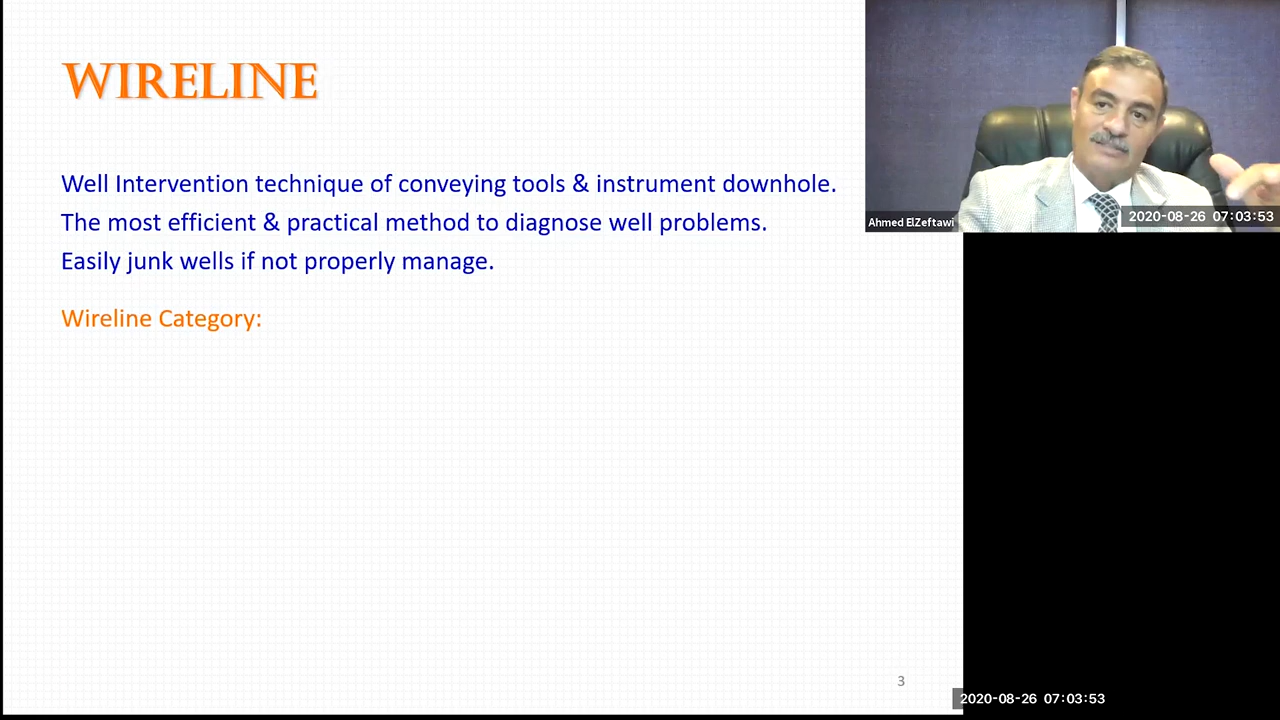 WIRELINE
Well Intervention technique of conveying tools & instrument downhole.
The most efficient & practical method to diagnose well problems.
Easily junk wells if not properly manage.
Wireline Category:
3
Ahmed ElZeftawi
2020-08-26 07:03:53
2020-08-26 07:03:53